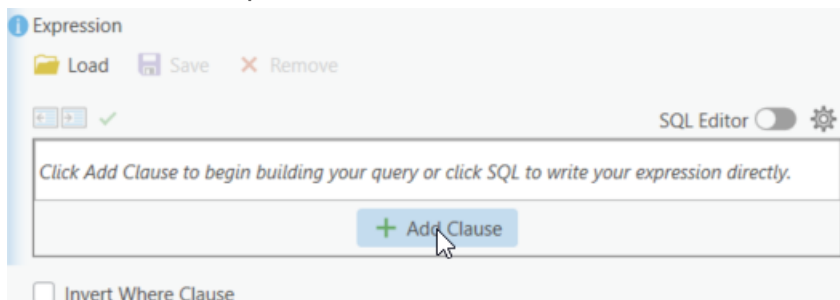 Expression
Load Save Remove
SQL Editor
Click Add Clause to begin building your query or click SQL to write your expression directly.
Add Clause
Invert Where Clause